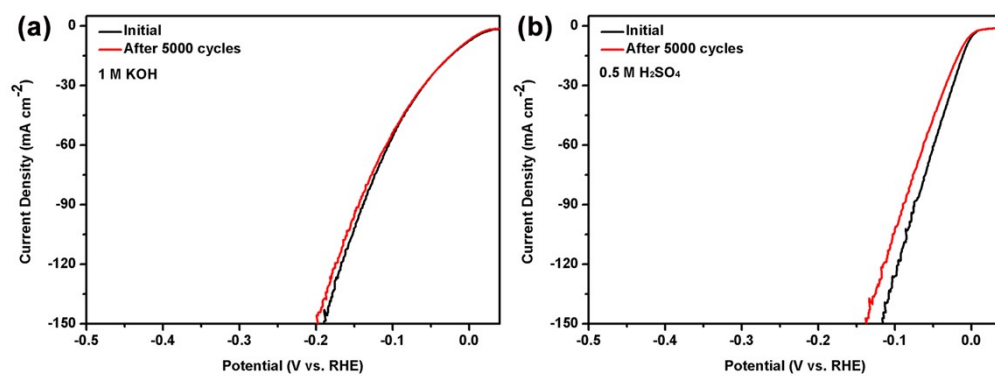 (a)
Initial
After 5000 cycles
1 M KOH
0
-30
-60
-90
-120
-150
Current Density (mA cm⁻²)
-0.5
-0.4
-0.3
-0.2
-0.1
0.0
Potential (V vs. RHE)
(b)
Initial
After 5000 cycles
0.5 M H₂SO₄
0
-30
-60
-90
-120
-150
Current Density (mA cm⁻²)
-0.5
-0.4
-0.3
-0.2
-0.1
0.0
Potential (V vs. RHE)